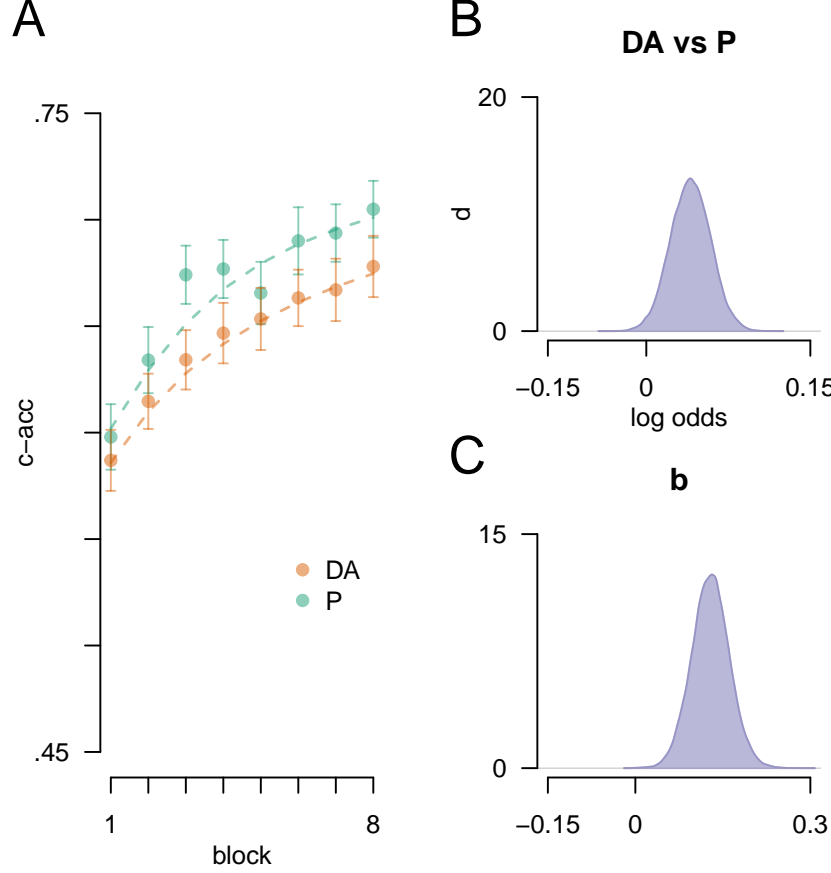 A
.75
c−acc
.45
DA
P
1
8
block
B
DA vs P
20
d
0
−0.15
0
0.15
log odds
C
b
15
0
−0.15
0
0.3